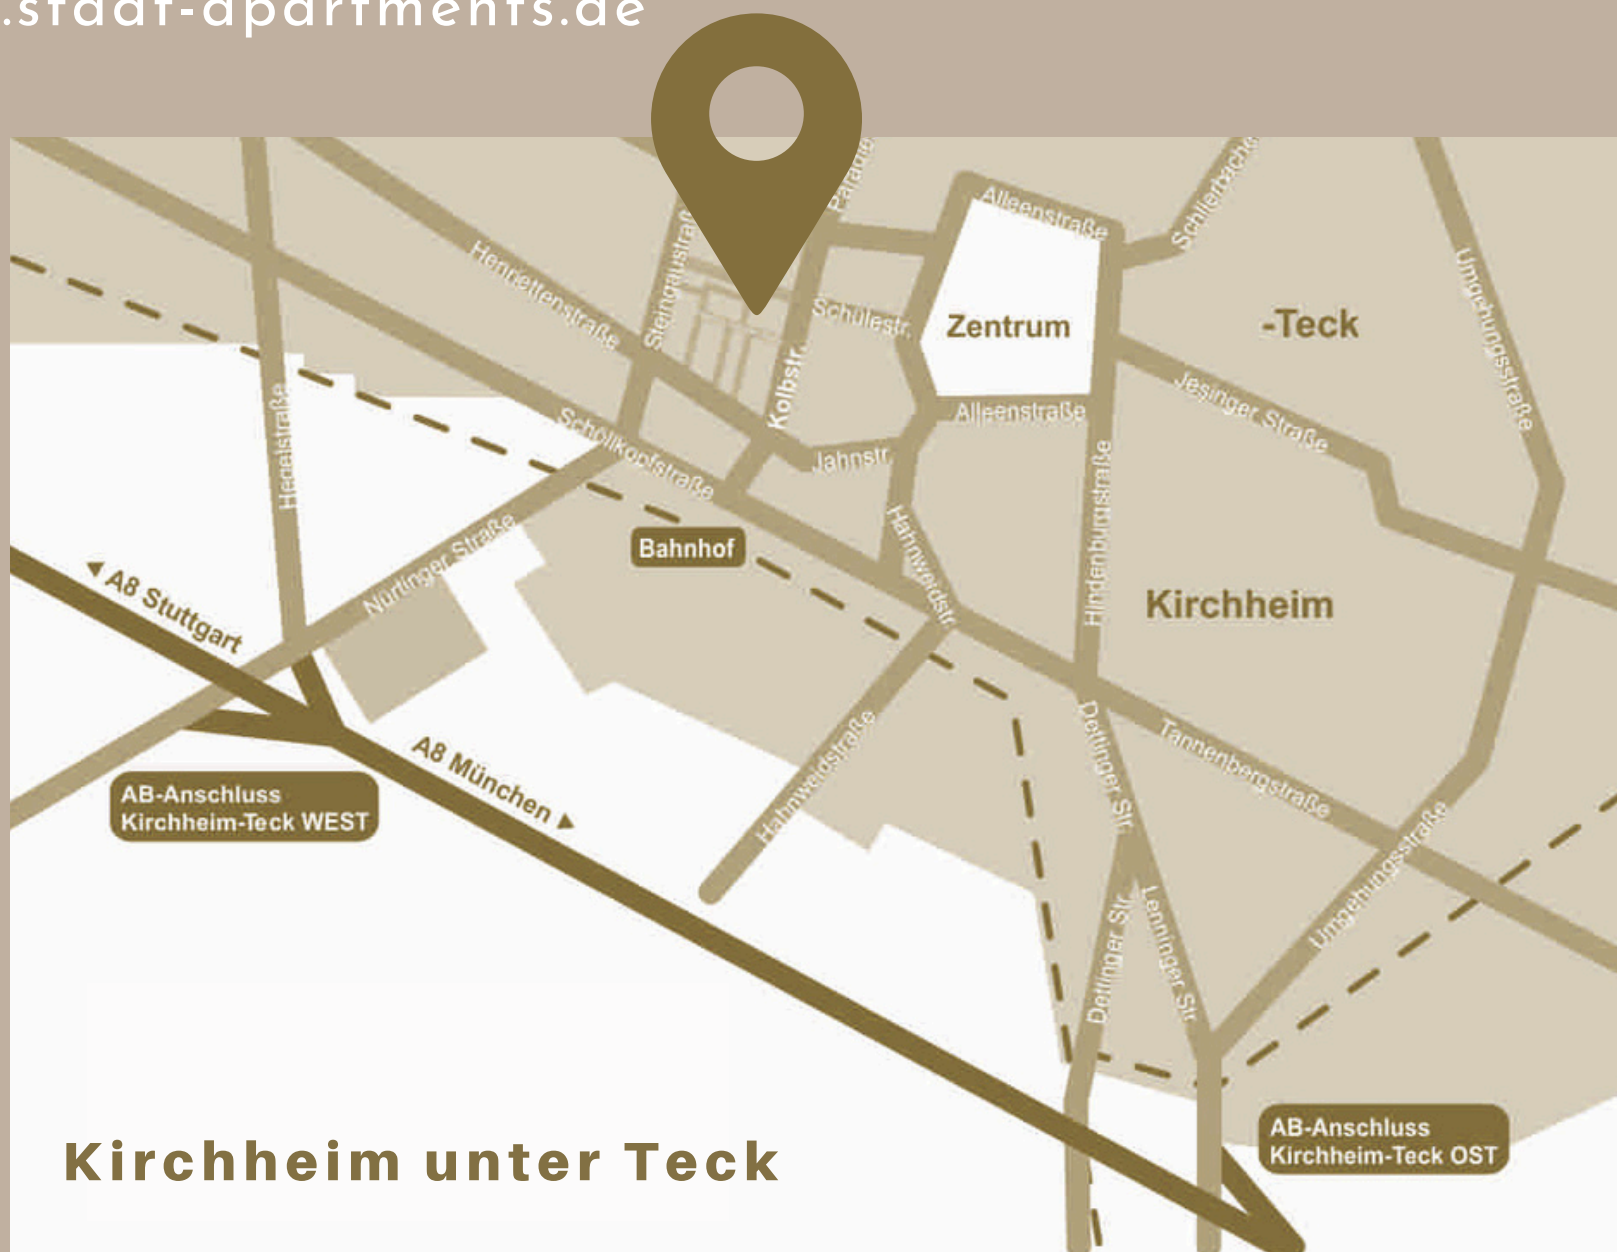 .stadt-apartments.de
Alleenstraße
Henriettenstraße
Steingaustraße
Schülestr.
Zentrum
-Teck
Umgehungsstraße
Kolbstr.
Jesinger Straße
Alleenstraße
Hegelstraße
Schöllkopfstraße
Jahnstr.
Hahnweidstr.
Hindenburgstraße
Nürtinger Straße
Bahnhof
A8 Stuttgart
Kirchheim
A8 München
Hahnweidstraße
Dettinger Str.
Tannenbergstraße
AB-Anschluss
Kirchheim-Teck WEST
Umgehungsstraße
Dettinger Str.
Lenninger Str.
AB-Anschluss
Kirchheim-Teck OST
Kirchheim unter Teck